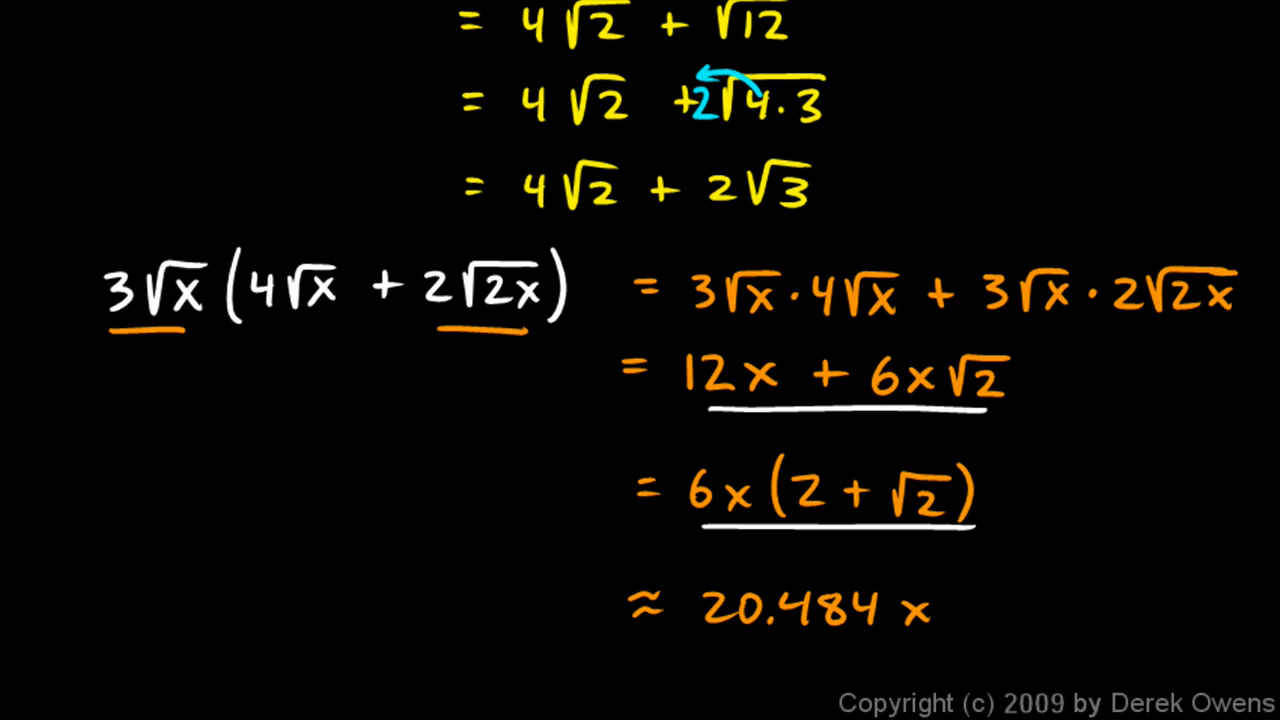 = 4√2 + √12
= 4√2 +2√4·3
= 4√2 + 2√3
3√x (4√x + 2√2x) = 3√x · 4√x + 3√x · 2√2x
= 12x + 6x√2
= 6x(2 + √2)
≈ 20.484 x
Copyright (c) 2009 by Derek Owens